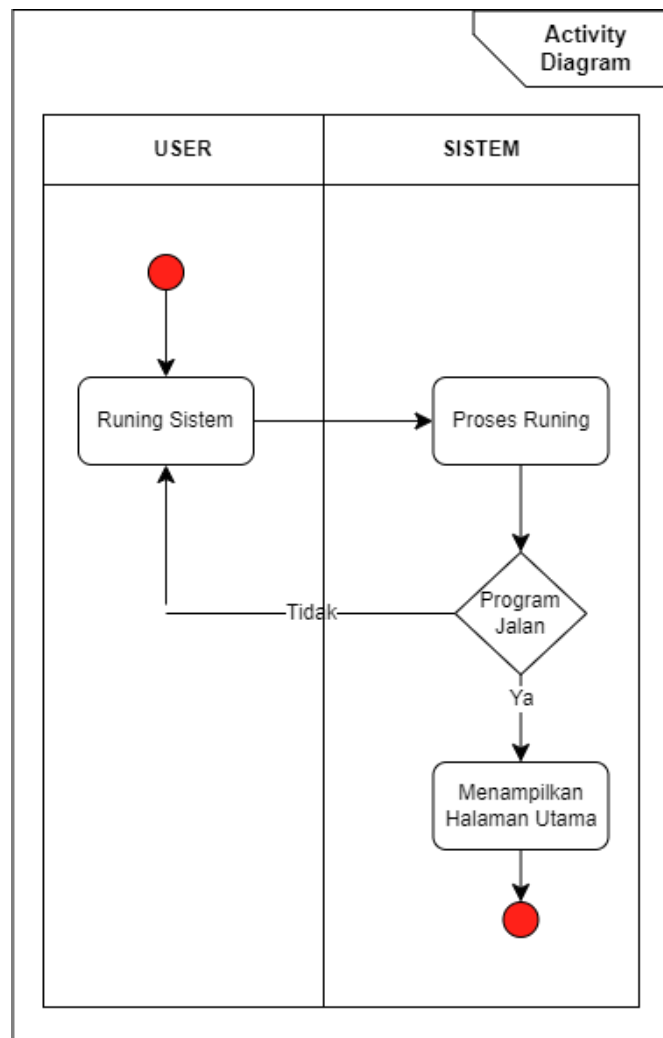 Activity
Diagram
USER
SISTEM
Runing Sistem
Proses Runing
Program
Jalan
Tidak
Ya
Menampilkan
Halaman Utama